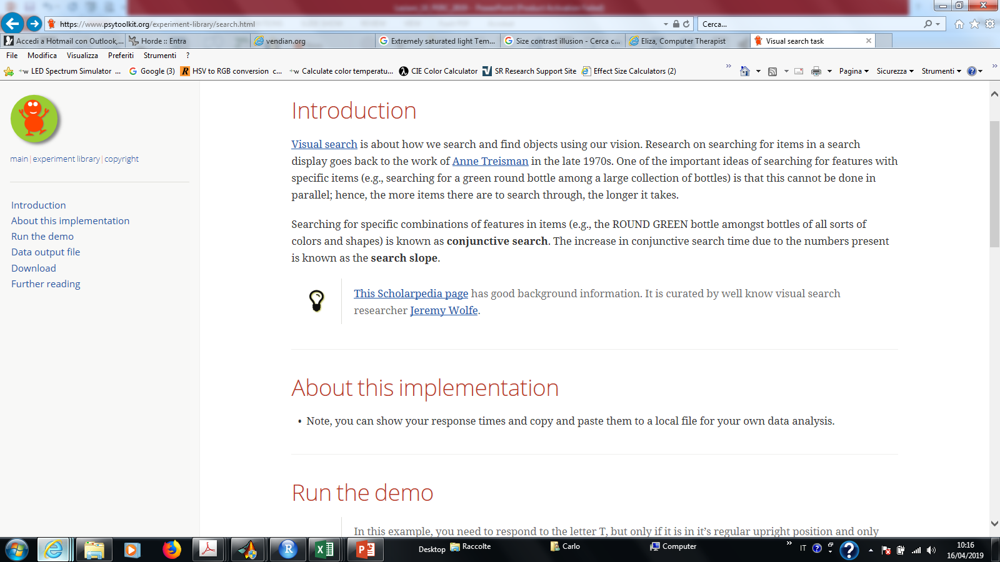 https://www.psytoolkit.org/experiment-library/search.html
Cerca...
Accedi a Hotmail con Outlook,...
Horde :: Entra
vendian.org
Extremely saturated light Tem...
Size contrast illusion - Cerca c...
Eliza, Computer Therapist
Visual search task
File Modifica Visualizza Preferiti Strumenti ?
LED Spectrum Simulator ... Google (3) HSV to RGB conversion c... Calculate color temperatu... CIE Color Calculator SR Research Support Site Effect Size Calculators (2) » Pagina Sicurezza Strumenti »
main | experiment library | copyright
Introduction
About this implementation
Run the demo
Data output file
Download
Further reading
Introduction
Visual search is about how we search and find objects using our vision. Research on searching for items in a search
display goes back to the work of Anne Treisman in the late 1970s. One of the important ideas of searching for features with
specific items (e.g., searching for a green round bottle among a large collection of bottles) is that this cannot be done in
parallel; hence, the more items there are to search through, the longer it takes.
Searching for specific combinations of features in items (e.g., the ROUND GREEN bottle amongst bottles of all sorts of
colors and shapes) is known as conjunctive search. The increase in conjunctive search time due to the numbers present
is known as the search slope.
This Scholarpedia page has good background information. It is curated by well know visual search
researcher Jeremy Wolfe.
About this implementation
• Note, you can show your response times and copy and paste them to a local file for your own data analysis.
Run the demo
In this example, you need to respond to the letter T, but only if it is in it's regular upright position and only
Desktop Raccolte Carlo Computer » IT
10:16
16/04/2019